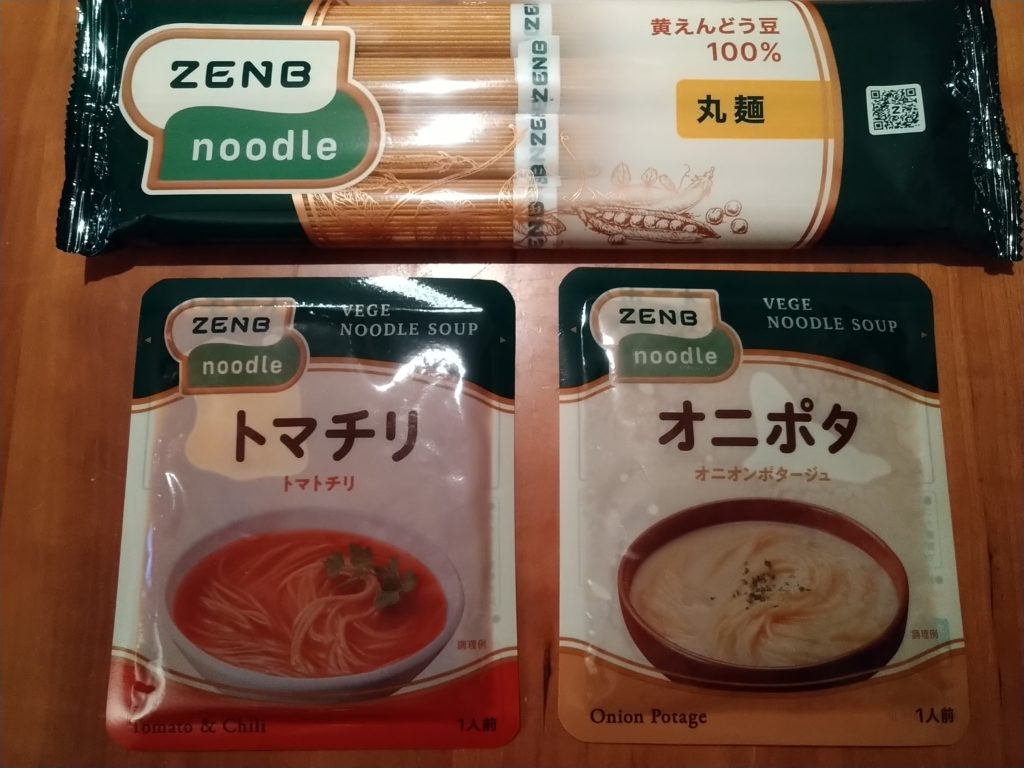 ZENB
noodle
ZENB
ZENB
ZENB
黄えんどう豆
100%
丸麺
ZENB
noodle
VEGE
NOODLE SOUP
トマチリ
トマトチリ
調理例
Tomato & Chili
1人前
ZENB
noodle
VEGE
NOODLE SOUP
オニポタ
オニオンポタージュ
調理例
Onion Potage
1人前